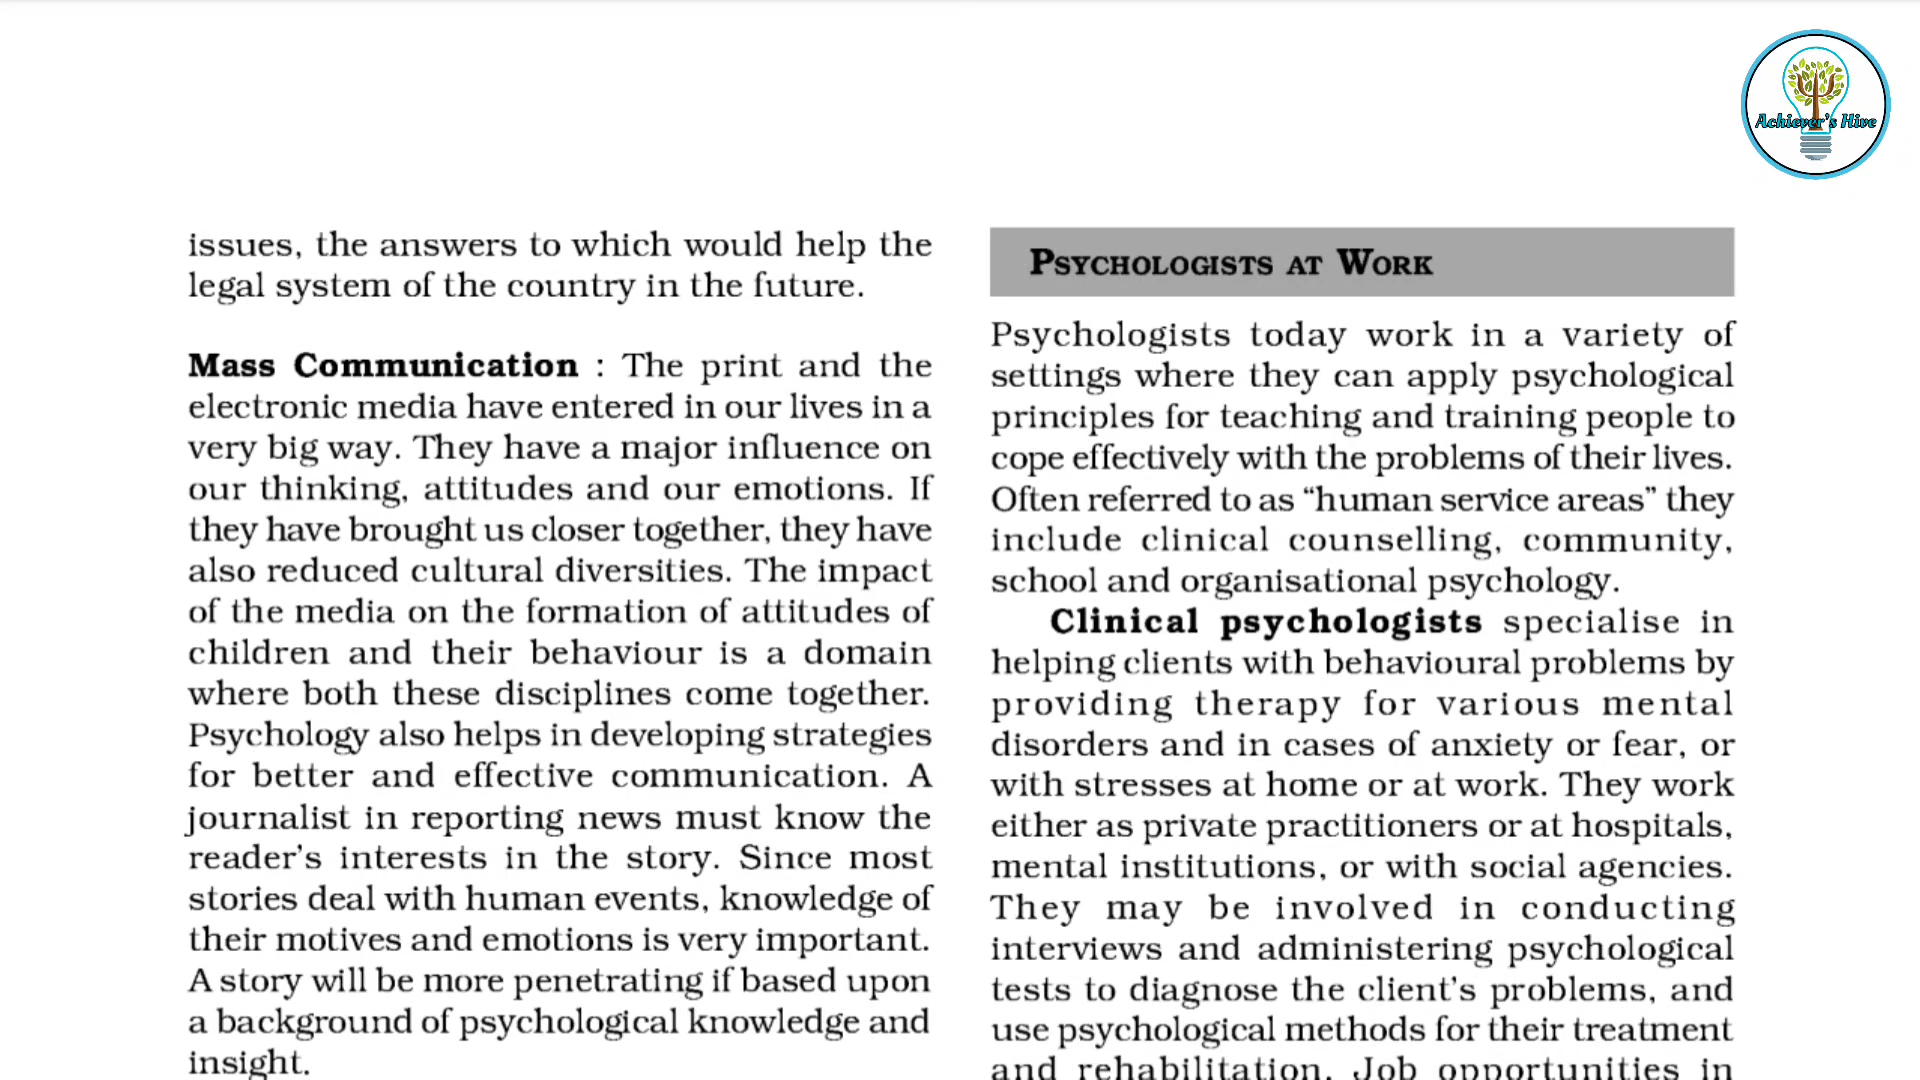 Achiever's Hive
issues, the answers to which would help the
legal system of the country in the future.
Mass Communication : The print and the
electronic media have entered in our lives in a
very big way. They have a major influence on
our thinking, attitudes and our emotions. If
they have brought us closer together, they have
also reduced cultural diversities. The impact
of the media on the formation of attitudes of
children and their behaviour is a domain
where both these disciplines come together.
Psychology also helps in developing strategies
for better and effective communication. A
journalist in reporting news must know the
reader's interests in the story. Since most
stories deal with human events, knowledge of
their motives and emotions is very important.
A story will be more penetrating if based upon
a background of psychological knowledge and
insight.
PSYCHOLOGISTS AT WORK
Psychologists today work in a variety of
settings where they can apply psychological
principles for teaching and training people to
cope effectively with the problems of their lives.
Often referred to as “human service areas” they
include clinical counselling, community,
school and organisational psychology.
Clinical psychologists specialise in
helping clients with behavioural problems by
providing therapy for various mental
disorders and in cases of anxiety or fear, or
with stresses at home or at work. They work
either as private practitioners or at hospitals,
mental institutions, or with social agencies.
They may be involved in conducting
interviews and administering psychological
tests to diagnose the client's problems, and
use psychological methods for their treatment
and rehabilitation. Job opportunities in